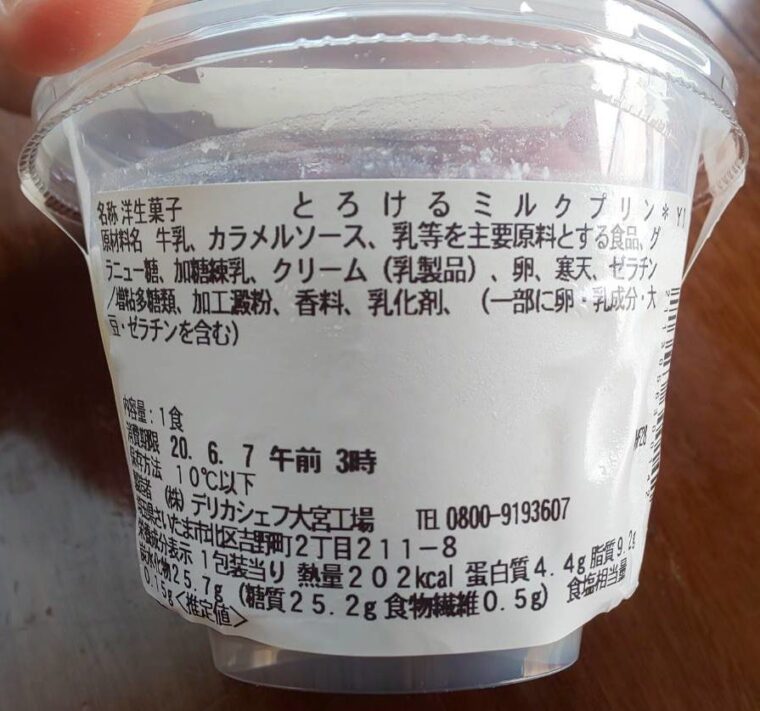 名称 洋生菓子 とろけるミルクプリン* Y1
原材料名 牛乳、カラメルソース、乳等を主要原料とする食品、グ
ラニュー糖、加糖練乳、クリーム（乳製品）、卵、寒天、ゼラチン
／増粘多糖類、加工澱粉、香料、乳化剤、（一部に卵・乳成分・大
豆・ゼラチンを含む）
内容量：1食
消費期限 20. 6. 7 午前 3時
保存方法 10℃以下
製造者 (株) デリカシェフ大宮工場 TEL 0800-9193607
埼玉県さいたま市北区吉野町2丁目211-8
栄養成分表示 1包装当り 熱量202kcal 蛋白質4.4g 脂質9.2g
炭水化物25.7g (糖質25.2g 食物繊維0.5g) 食塩相当量
0.15g<推定値>